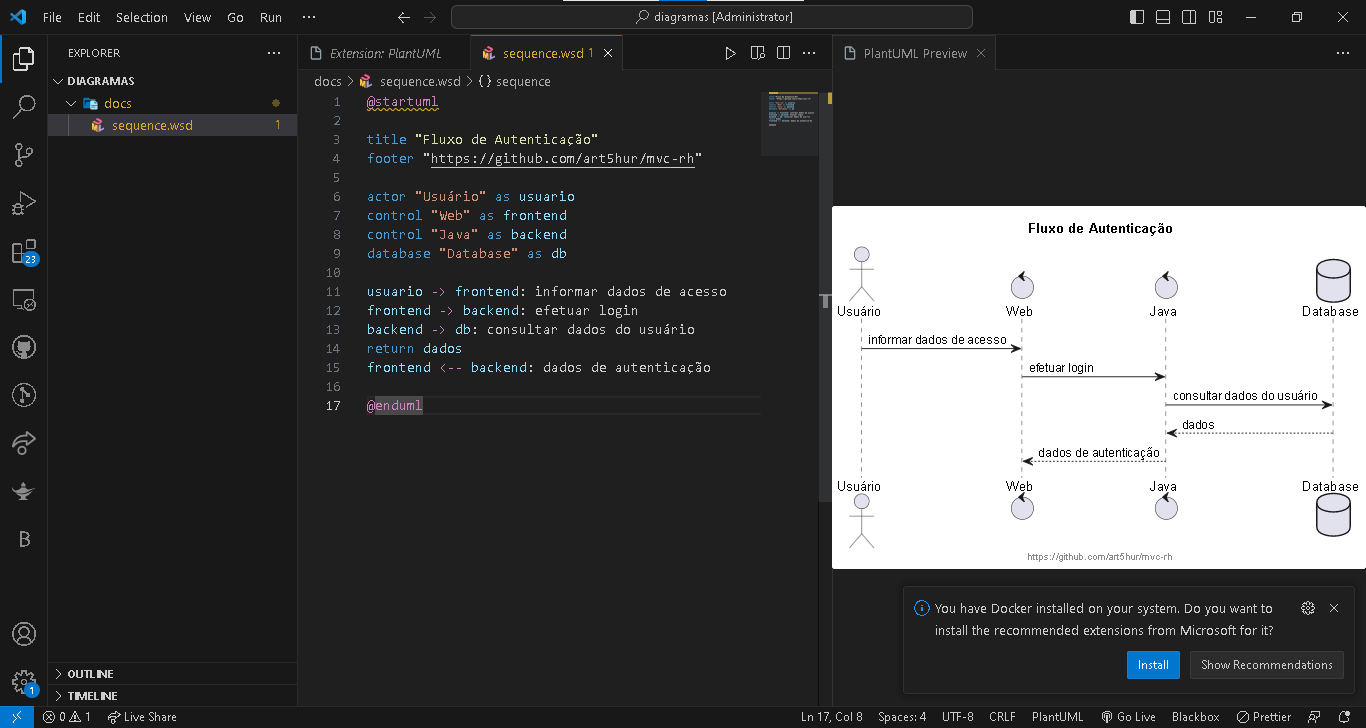 File Edit Selection View Go Run ··· diagramas [Administrator]
EXPLORER
DIAGRAMAS
docs
sequence.wsd 1
OUTLINE
TIMELINE
23
B
1
Extension: PlantUML sequence.wsd 1
docs > sequence.wsd > {} sequence
1 @startuml
2
3 title "Fluxo de Autenticação"
4 footer "https://github.com/art5hur/mvc-rh"
5
6 actor "Usuário" as usuario
7 control "Web" as frontend
8 control "Java" as backend
9 database "Database" as db
10
11 usuario -> frontend: informar dados de acesso
12 frontend -> backend: efetuar login
13 backend -> db: consultar dados do usuário
14 return dados
15 frontend <-- backend: dados de autenticação
16
17 @enduml
PlantUML Preview
Fluxo de Autenticação
Usuário Web Java Database
informar dados de acesso
efetuar login
consultar dados do usuário
dados
dados de autenticação
Usuário Web Java Database
https://github.com/art5hur/mvc-rh
You have Docker installed on your system. Do you want to
install the recommended extensions from Microsoft for it?
Install Show Recommendations
0 1 Live Share Ln 17, Col 8 Spaces: 4 UTF-8 CRLF PlantUML Go Live Blackbox Prettier